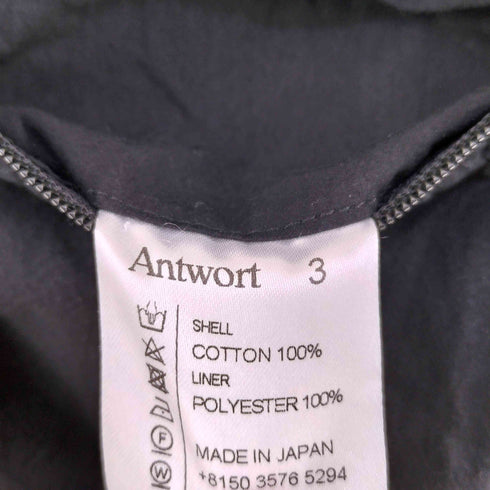 Antwort 3
SHELL
COTTON 100%
LINER
POLYESTER 100%
MADE IN JAPAN
+8150 3576 5294
F
W